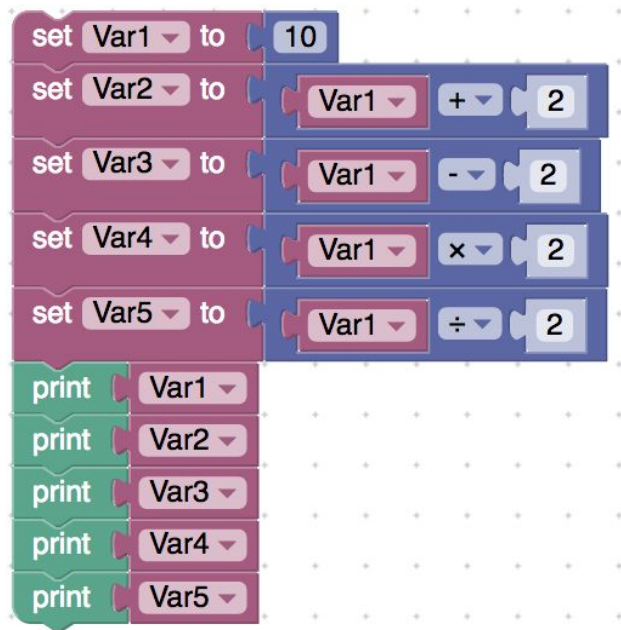 set Var1 to 10
set Var2 to Var1 + 2
set Var3 to Var1 - 2
set Var4 to Var1 × 2
set Var5 to Var1 ÷ 2
print Var1
print Var2
print Var3
print Var4
print Var5